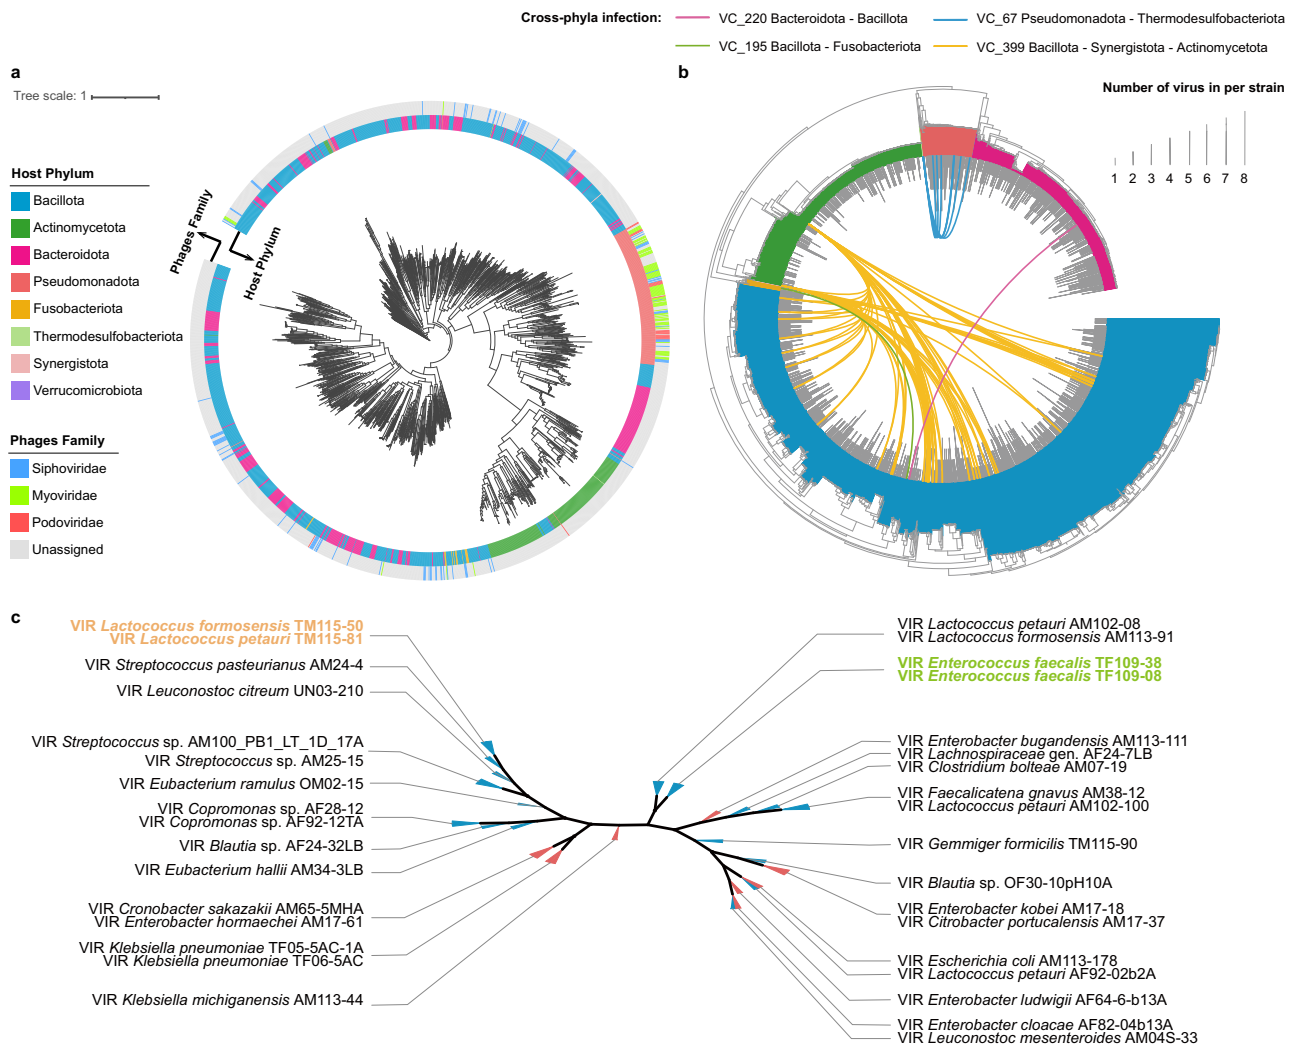 Cross-phyla infection:
VC_220 Bacteroidota - Bacillota
VC_67 Pseudomonadota - Thermodesulfobacteriota
VC_195 Bacillota - Fusobacteriota
VC_399 Bacillota - Synergistota - Actinomycetota
a
Tree scale: 1
Host Phylum
Bacillota
Actinomycetota
Bacteroidota
Pseudomonadota
Fusobacteriota
Thermodesulfobacteriota
Synergistota
Verrucomicrobiota
Phages Family
Siphoviridae
Myoviridae
Podoviridae
Unassigned
Phages Family
Host Phylum
b
Number of virus in per strain
1 2 3 4 5 6 7 8
c
VIR Lactococcus formosensis TM115-50
VIR Lactococcus petauri TM115-81
VIR Streptococcus pasteurianus AM24-4
VIR Leuconostoc citreum UN03-210
VIR Streptococcus sp. AM100_PB1_LT_1D_17A
VIR Streptococcus sp. AM25-15
VIR Eubacterium ramulus OM02-15
VIR Copromonas sp. AF28-12
VIR Copromonas sp. AF92-12TA
VIR Blautia sp. AF24-32LB
VIR Eubacterium hallii AM34-3LB
VIR Cronobacter sakazakii AM65-5MHA
VIR Enterobacter hormaechei AM17-61
VIR Klebsiella pneumoniae TF05-5AC-1A
VIR Klebsiella pneumoniae TF06-5AC
VIR Klebsiella michiganensis AM113-44
VIR Lactococcus petauri AM102-08
VIR Lactococcus formosensis AM113-91
VIR Enterococcus faecalis TF109-38
VIR Enterococcus faecalis TF109-08
VIR Enterobacter bugandensis AM113-111
VIR Lachnospiraceae gen. AF24-7LB
VIR Clostridium bolteae AM07-19
VIR Faecalicatena gnavus AM38-12
VIR Lactococcus petauri AM102-100
VIR Gemmiger formicilis TM115-90
VIR Blautia sp. OF30-10pH10A
VIR Enterobacter kobei AM17-18
VIR Citrobacter portucalensis AM17-37
VIR Escherichia coli AM113-178
VIR Lactococcus petauri AF92-02b2A
VIR Enterobacter ludwigii AF64-6-b13A
VIR Enterobacter cloacae AF82-04b13A
VIR Leuconostoc mesenteroides AM04S-33